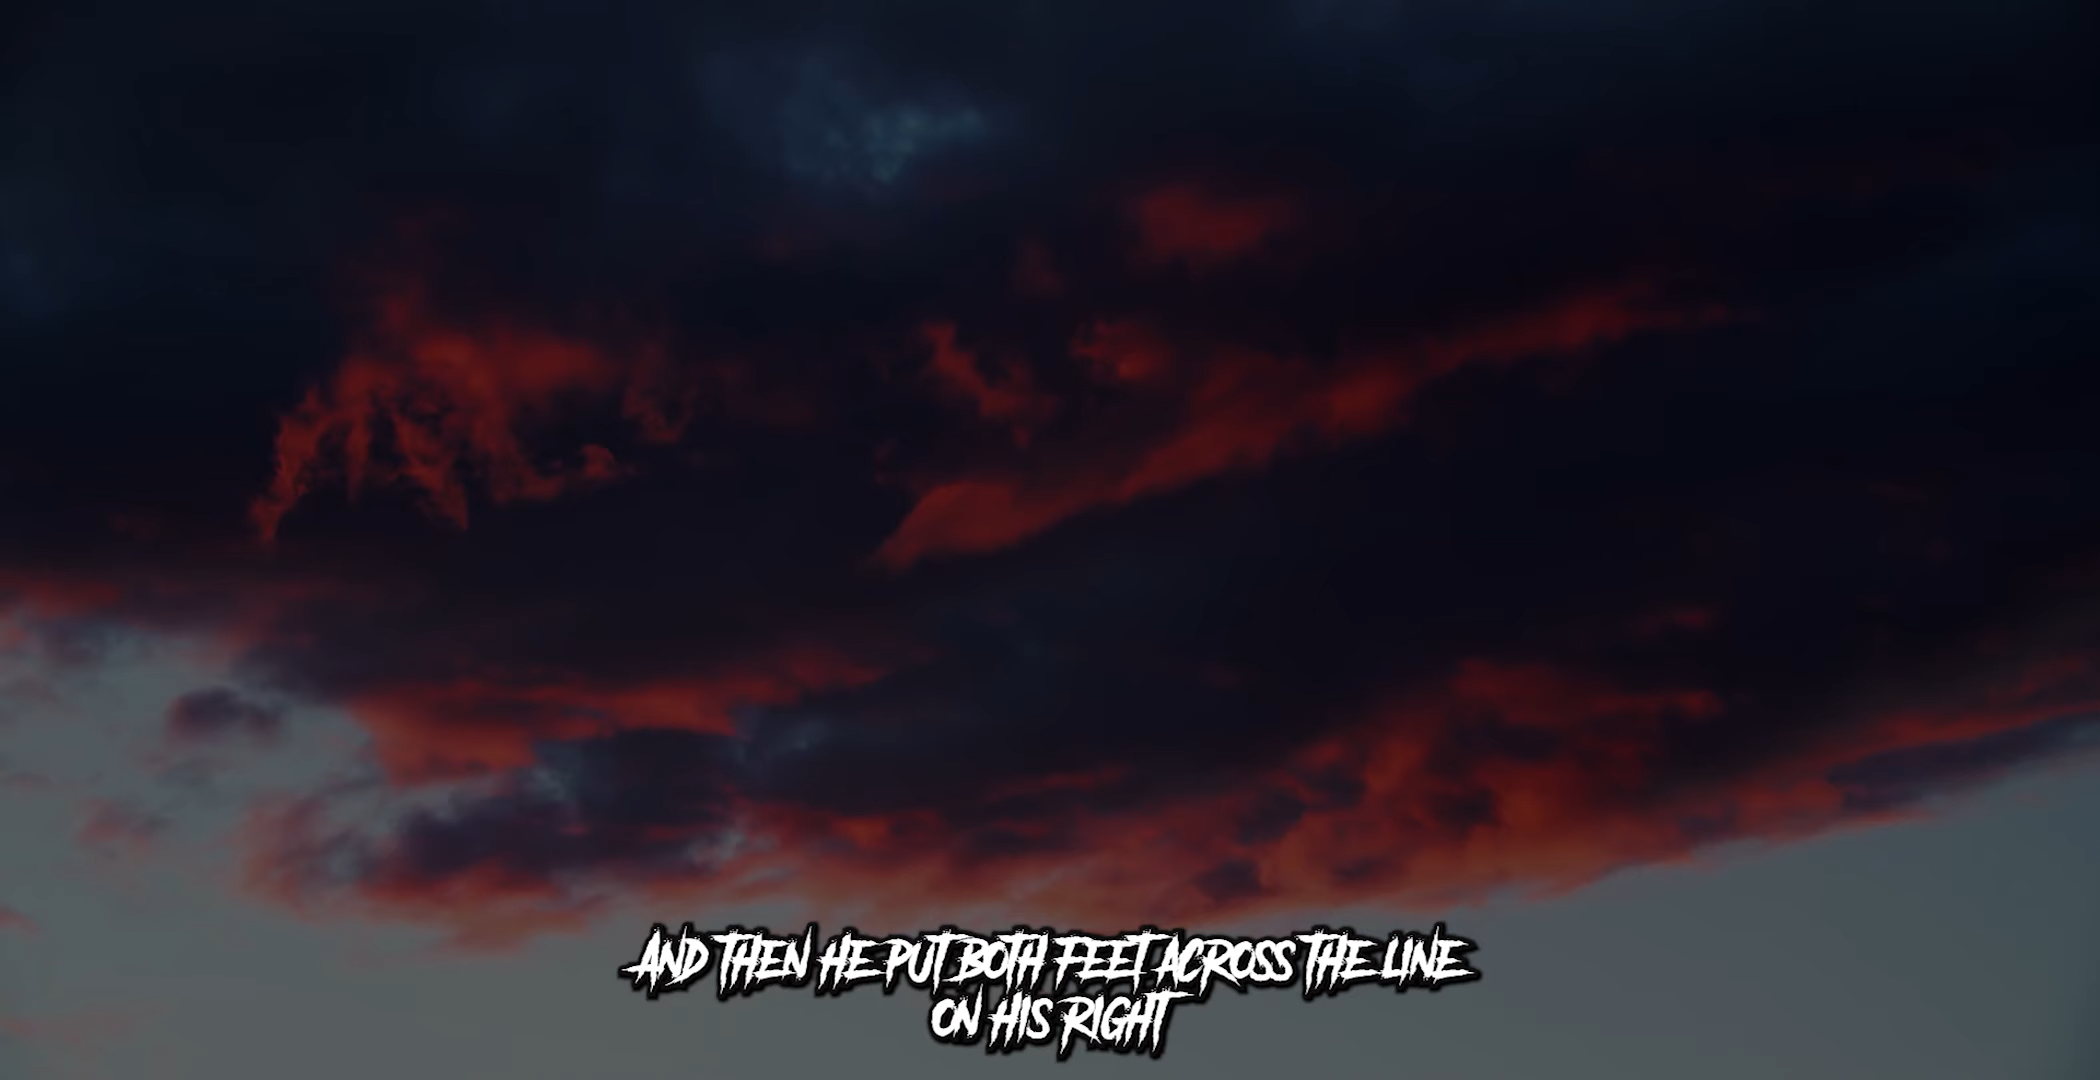 AND THEN HE PUT BOTH FEET ACROSS THE LINE
ON HIS RIGHT